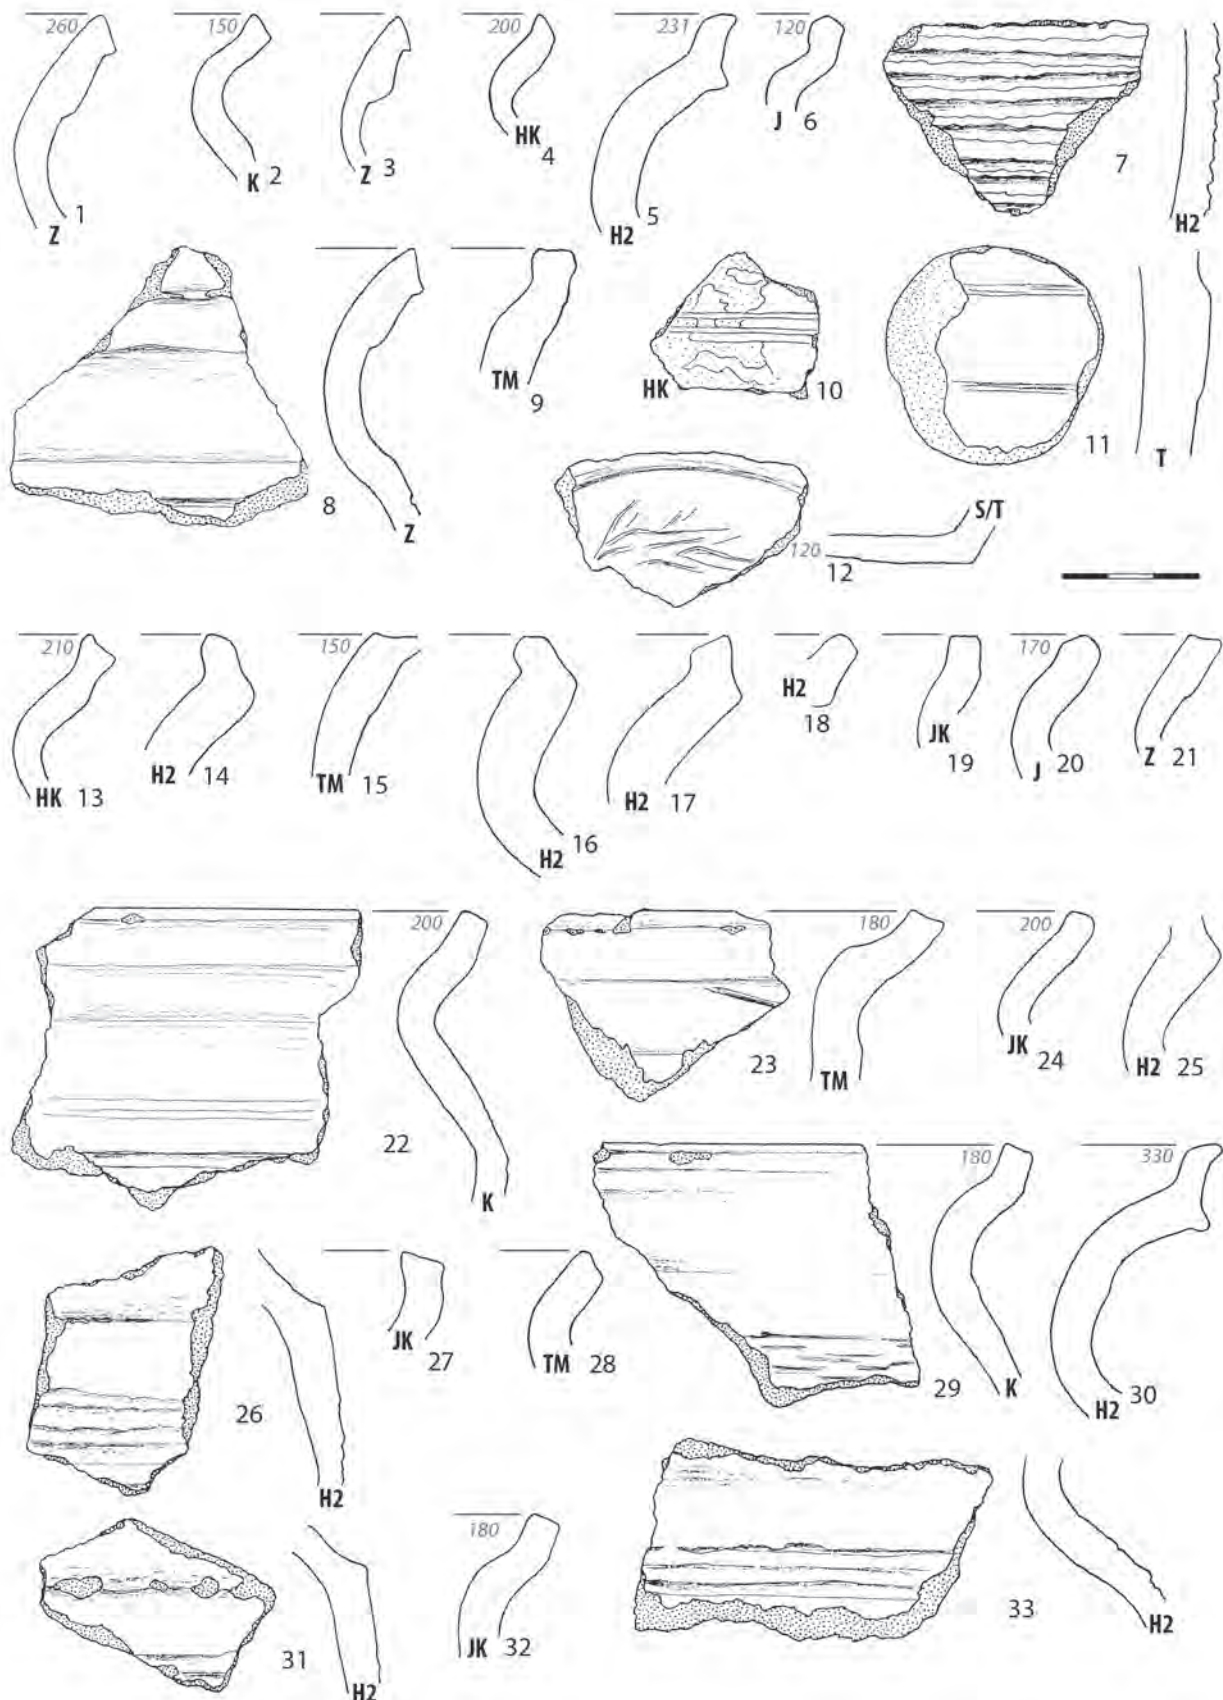 260
150
200
231
120
Z 1
K 2
Z 3
HK 4
H2 5
J 6
7
H2
8
Z
TM 9
HK 10
11
T
S/T
120
12
210
150
170
HK 13
H2 14
TM 15
H2 16
H2 17
H2
18
JK 19
J 20
Z 21
200
180
200
22
K
23
TM
JK 24
H2 25
180
330
26
H2
JK 27
TM 28
29
K
H2 30
180
31
H2
JK 32
33
H2